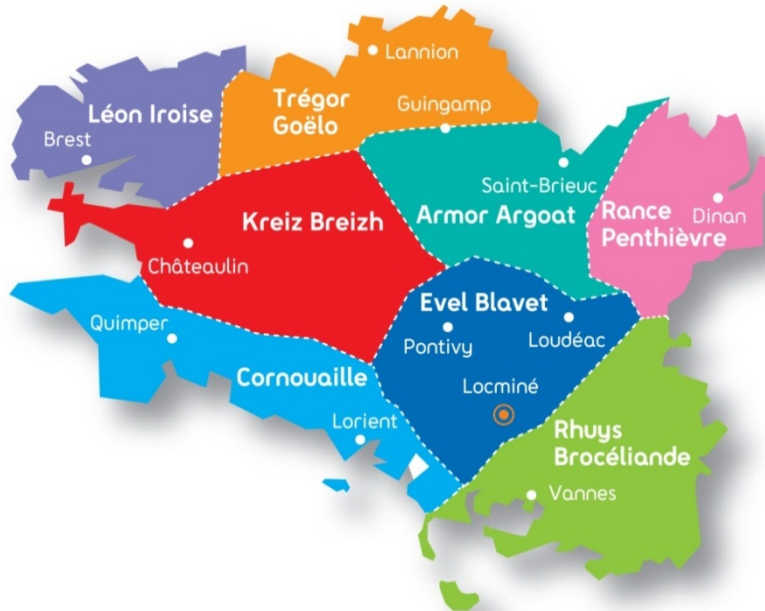 Lannion
Trégor
Goëlo
Léon Iroise
Guingamp
Brest
Saint-Brieuc
Kreiz Breizh
Armor Argoat
Rance
Penthièvre
Dinan
Châteaulin
Evel Blavet
Quimper
Pontivy
Loudéac
Cornouaille
Locminé
Lorient
Rhuys
Brocéliande
Vannes